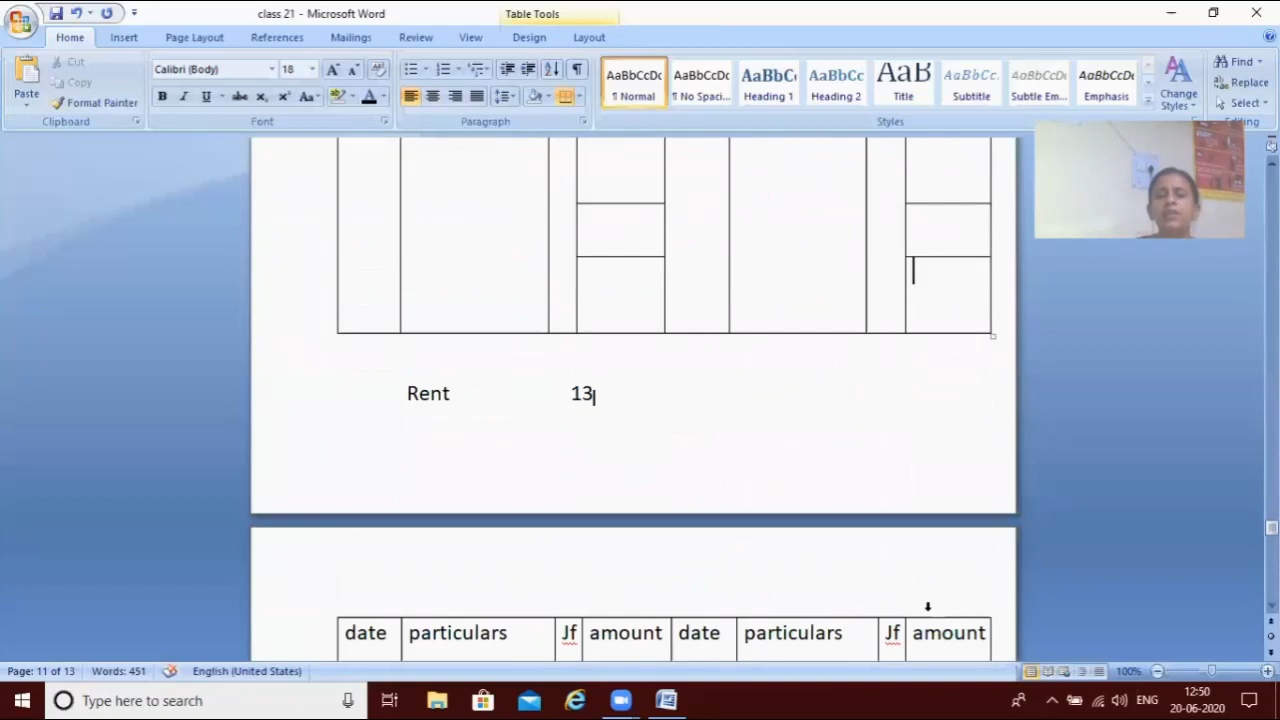 class 21 - Microsoft Word
Table Tools
Home
Insert
Page Layout
References
Mailings
Review
View
Design
Layout
Paste
Cut
Copy
Format Painter
Clipboard
Calibri (Body)
18
Font
Paragraph
AaBbCcDc
¶ Normal
AaBbCcDc
¶ No Spaci...
AaBbCc
Heading 1
AaBbCc
Heading 2
AaB
Title
AaBbCc.
Subtitle
AaBbCcDc
Subtle Em...
AaBbCcDc
Emphasis
Change Styles
Styles
Find
Replace
Select
Editing
Rent 13
date particulars Jf amount date particulars Jf amount
Page: 11 of 13
Words: 451
English (United States)
100%
Type here to search
ENG
12:50
20-06-2020